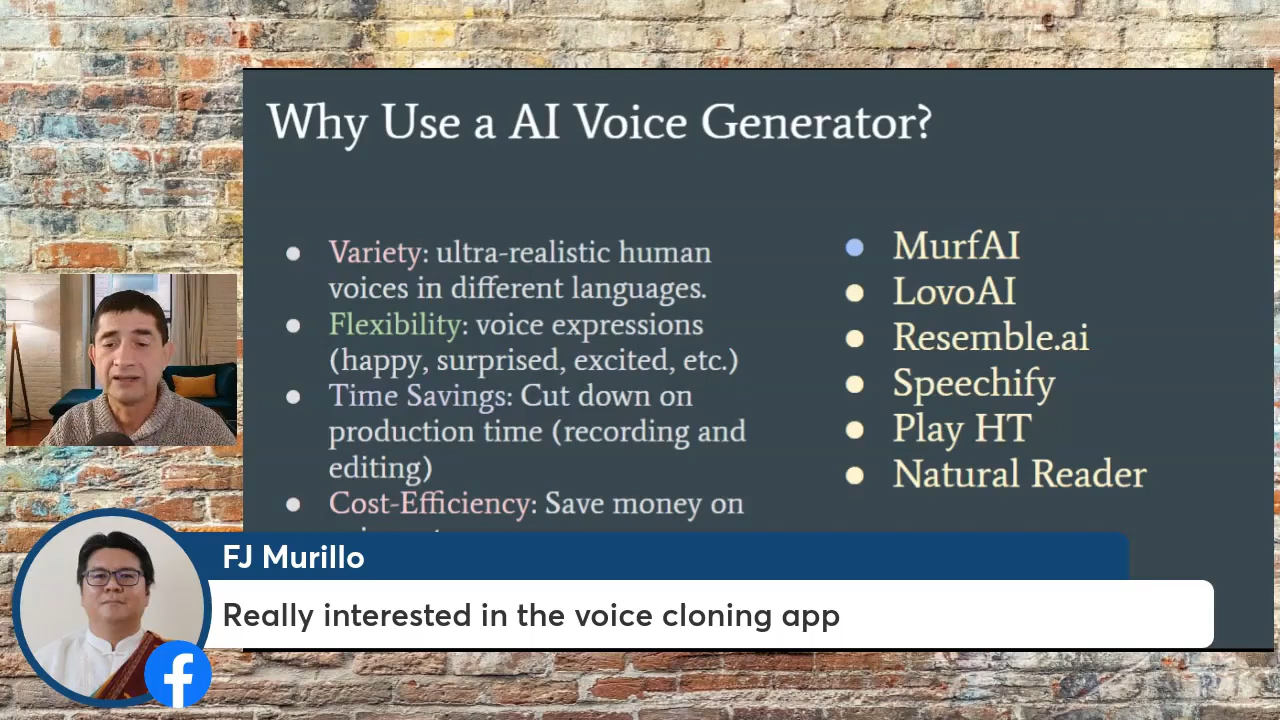 Why Use a AI Voice Generator?
Variety: ultra-realistic human
voices in different languages.
Flexibility: voice expressions
(happy, surprised, excited, etc.)
Time Savings: Cut down on
production time (recording and
editing)
Cost-Efficiency: Save money on
MurfAI
LovoAI
Resemble.ai
Speechify
Play HT
Natural Reader
FJ Murillo
Really interested in the voice cloning app